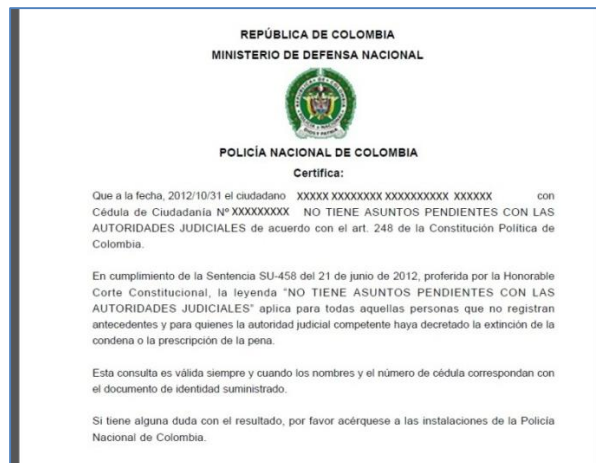 REPÚBLICA DE COLOMBIA
MINISTERIO DE DEFENSA NACIONAL
POLICÍA NACIONAL DE COLOMBIA
Certifica:
Que a la fecha, 2012/10/31 el ciudadano XXXXX XXXXXXXX XXXXXXXXXX XXXXXX con
Cédula de Ciudadanía Nº XXXXXXXXX NO TIENE ASUNTOS PENDIENTES CON LAS
AUTORIDADES JUDICIALES de acuerdo con el art. 248 de la Constitución Política de
Colombia.
En cumplimiento de la Sentencia SU-458 del 21 de junio de 2012, proferida por la Honorable
Corte Constitucional, la leyenda “NO TIENE ASUNTOS PENDIENTES CON LAS
AUTORIDADES JUDICIALES” aplica para todas aquellas personas que no registran
antecedentes y para quienes la autoridad judicial competente haya decretado la extinción de la
condena o la prescripción de la pena.
Esta consulta es válida siempre y cuando los nombres y el número de cédula correspondan con
el documento de identidad suministrado.
Si tiene alguna duda con el resultado, por favor acérquese a las instalaciones de la Policía
Nacional de Colombia.